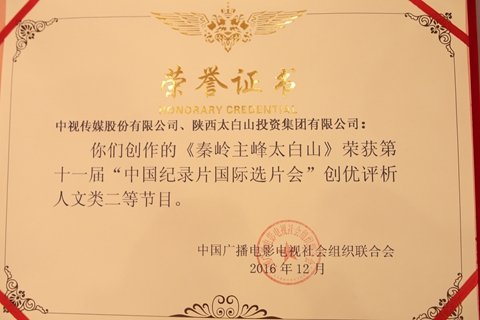 荣誉证书
HONORARY CREDENTIAL
中视传媒股份有限公司、陕西太白山投资集团有限公司：
你们创作的《秦岭主峰太白山》荣获第
十一届“中国纪录片国际选片会”创优评析
人文类二等节目。
中国广播电影电视社会组织联合会
2016年12月